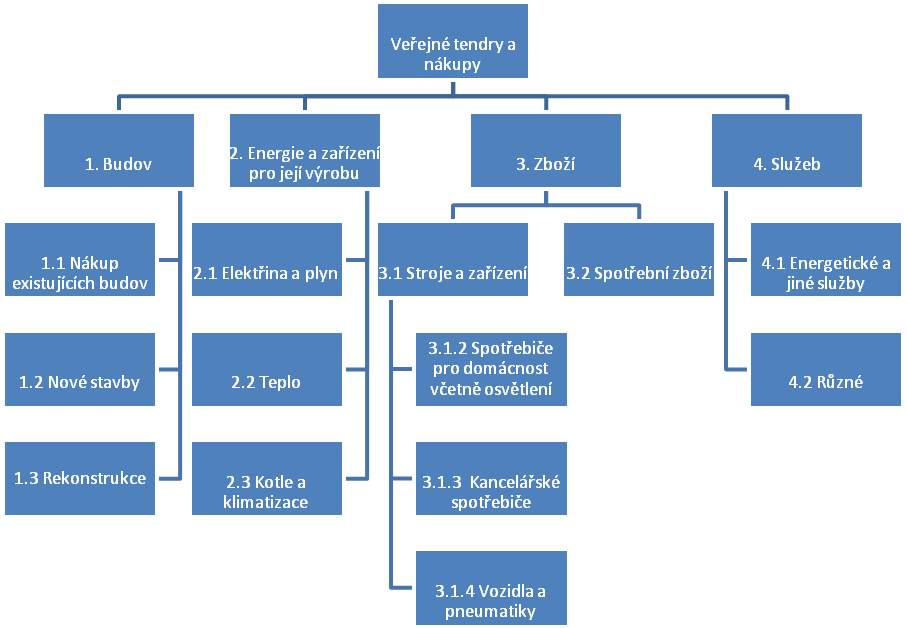 Veřejné tendry a
nákupy
1. Budov
2. Energie a zařízení
pro její výrobu
3. Zboží
4. Služeb
1.1 Nákup
existujících budov
2.1 Elektřina a plyn
3.1 Stroje a zařízení
3.2 Spotřební zboží
4.1 Energetické a
jiné služby
1.2 Nové stavby
2.2 Teplo
3.1.2 Spotřebiče
pro domácnost
včetně osvětlení
4.2 Různé
1.3 Rekonstrukce
2.3 Kotle a
klimatizace
3.1.3 Kancelářské
spotřebiče
3.1.4 Vozidla a
pneumatiky